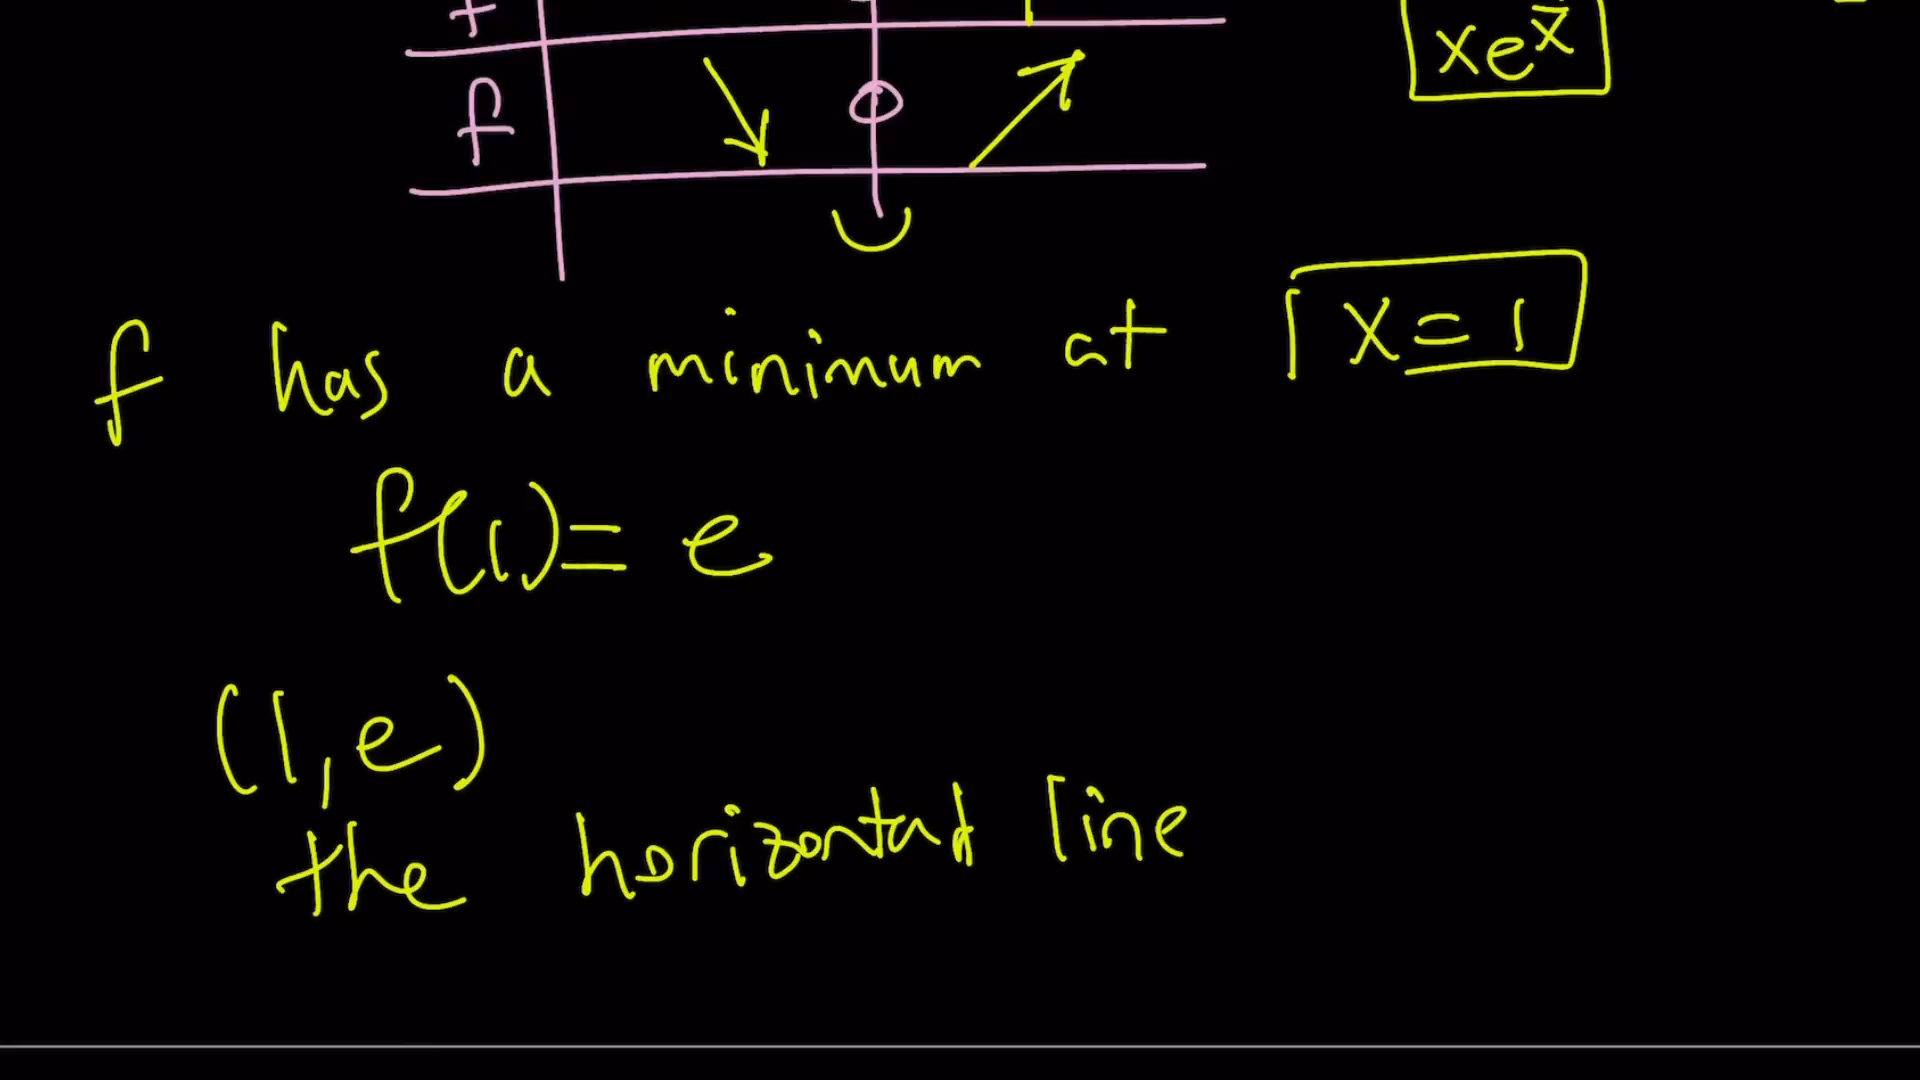 f
xe^x
f has a minimum at x = 1
f(1) = e
(1, e)
the horizontal line